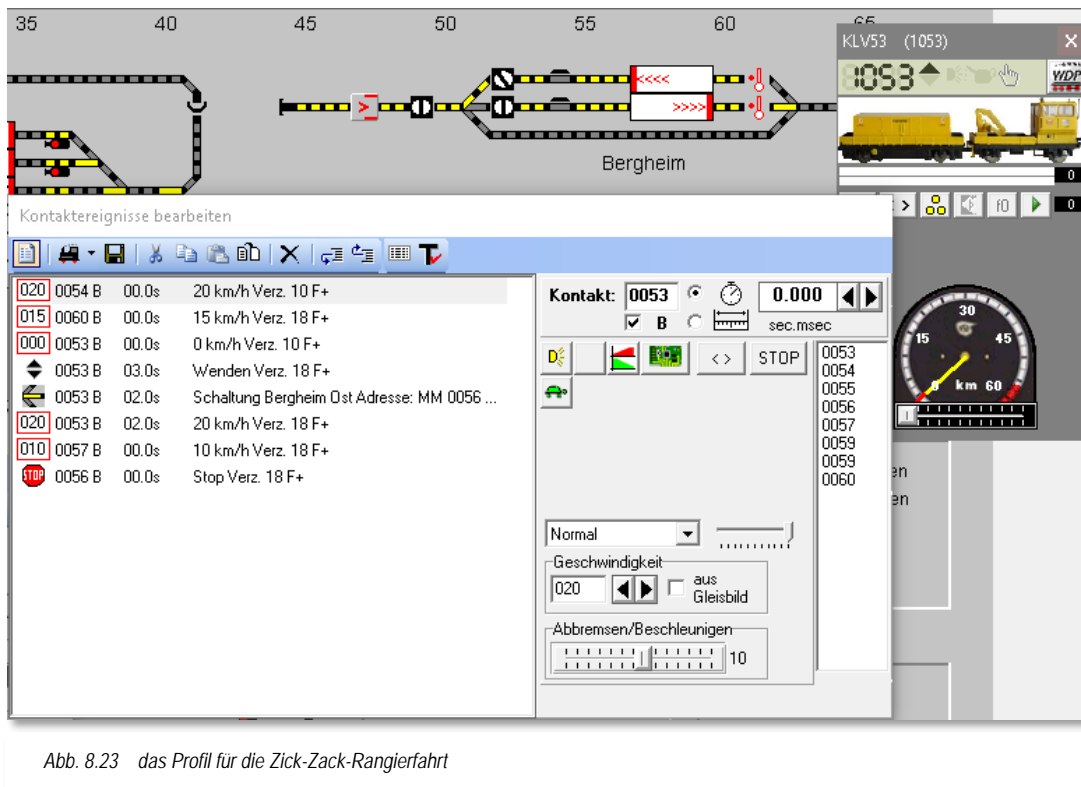 35 40 45 50 55 60 65
KLV53 (1053)
1053
WDP
<<<<
>>>>
Bergheim
0
< > f0 0
Kontaktereignisse bearbeiten
020 0054 B 00.0s 20 km/h Verz. 10 F+
015 0060 B 00.0s 15 km/h Verz. 18 F+
000 0053 B 00.0s 0 km/h Verz. 10 F+
0053 B 03.0s Wenden Verz. 18 F+
0053 B 02.0s Schaltung Bergheim Ost Adresse: MM 0056 ...
020 0053 B 02.0s 20 km/h Verz. 18 F+
010 0057 B 00.0s 10 km/h Verz. 18 F+
STOP 0056 B 00.0s Stop Verz. 18 F+
Kontakt: 0053 0.000
B sec.msec
< > STOP
0053
0054
0055
0056
0057
0059
0059
0060
Normal
Geschwindigkeit
020 aus Gleisbild
Abbremsen/Beschleunigen
10
0 15 30 45 60
km
en
en
Abb. 8.23 das Profil für die Zick-Zack-Rangierfahrt